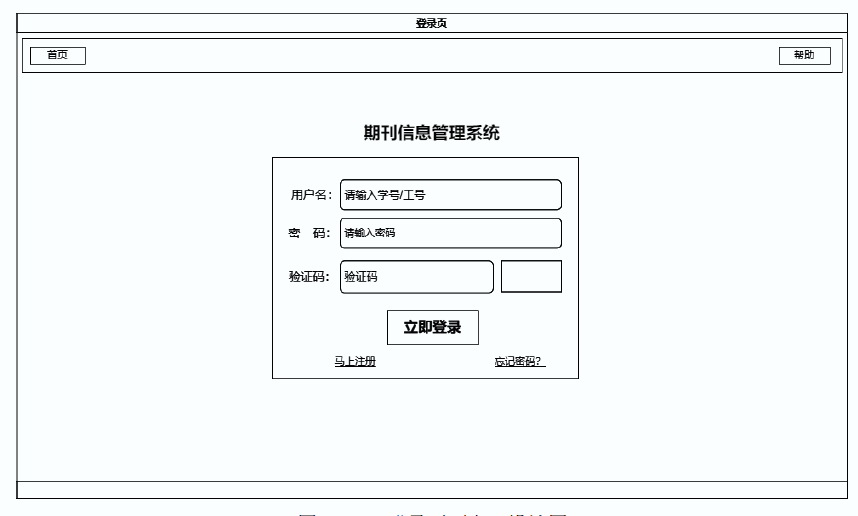 登录页
首页 帮助
期刊信息管理系统
用户名： 请输入学号/工号
密 码： 请输入密码
验证码： 验证码
立即登录
马上注册 忘记密码？